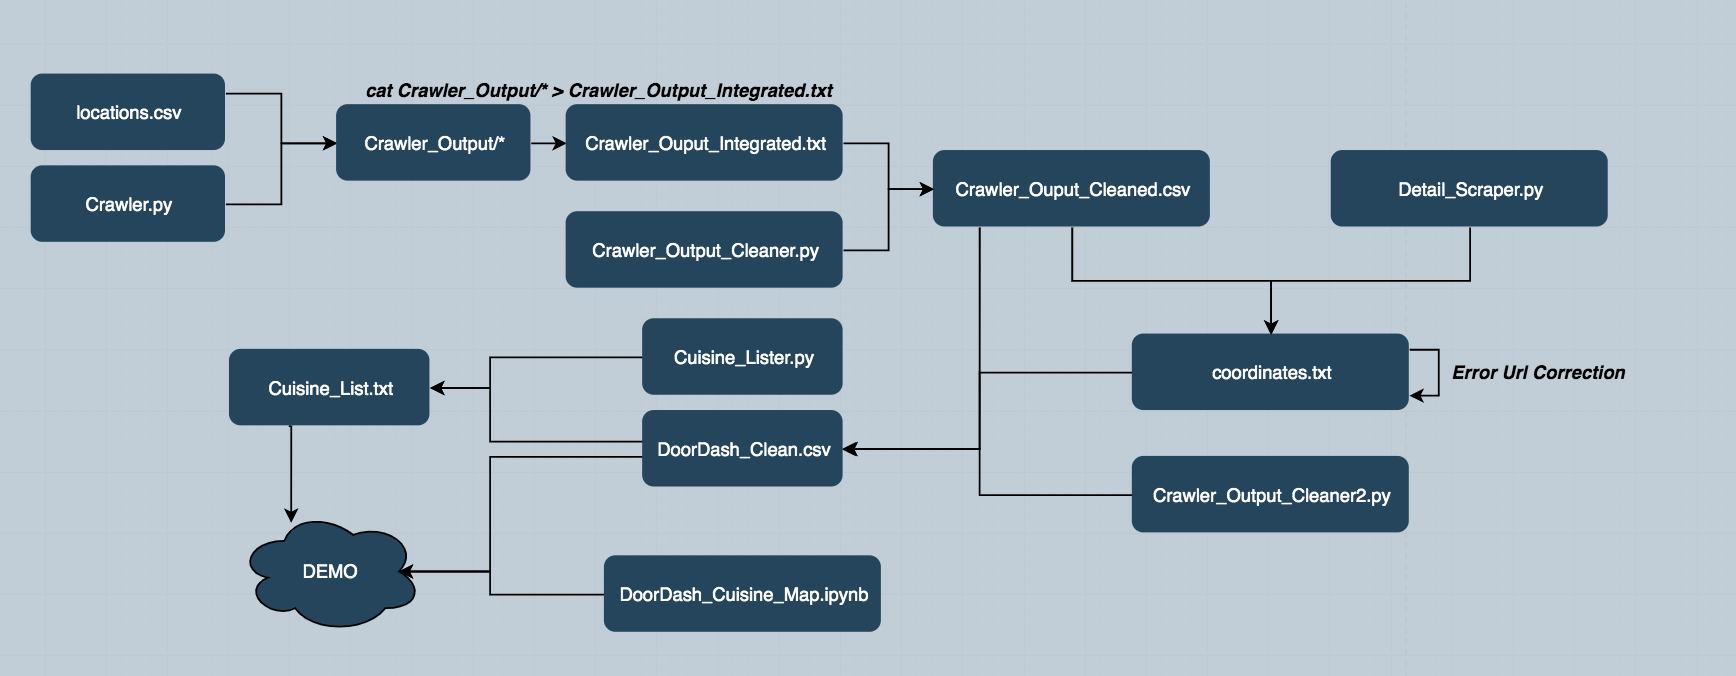 cat Crawler_Output/* > Crawler_Output_Integrated.txt
locations.csv
Crawler.py
Crawler_Output/*
Crawler_Ouput_Integrated.txt
Crawler_Output_Cleaner.py
Crawler_Ouput_Cleaned.csv
Detail_Scraper.py
Cuisine_List.txt
Cuisine_Lister.py
coordinates.txt
Error Url Correction
DoorDash_Clean.csv
Crawler_Output_Cleaner2.py
DEMO
DoorDash_Cuisine_Map.ipynb